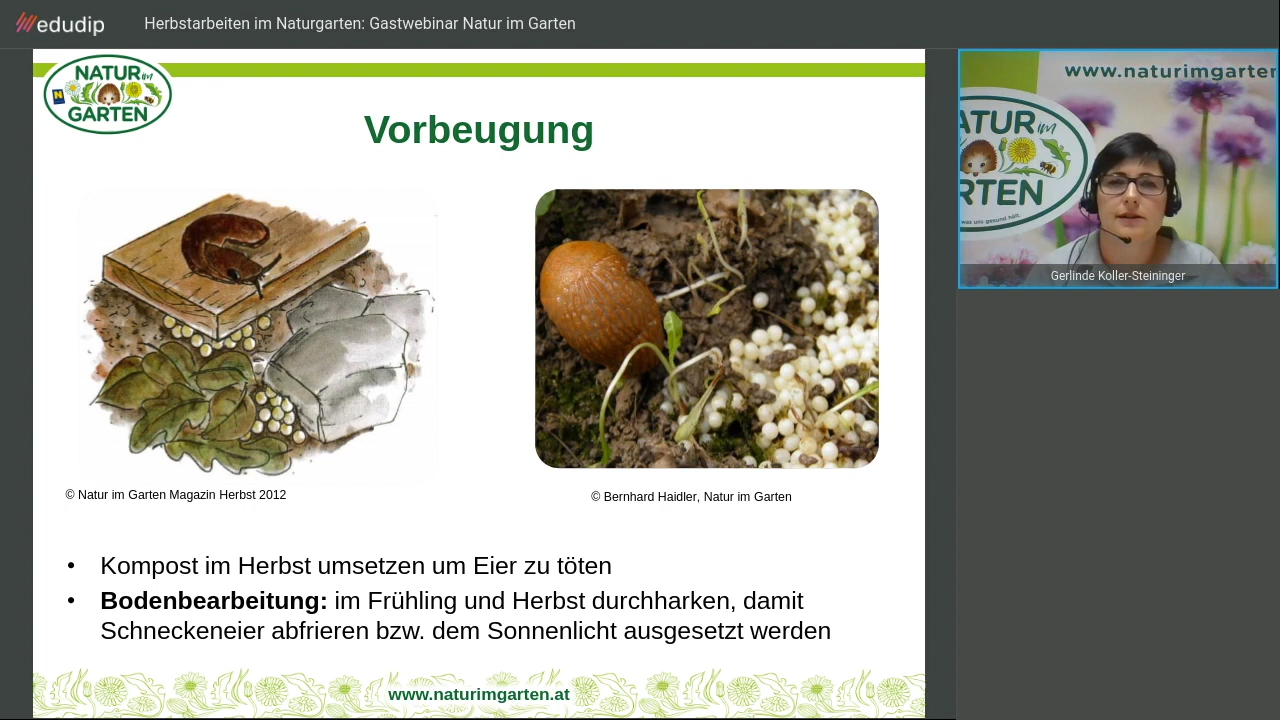 edudip
Herbstarbeiten im Naturgarten: Gastwebinar Natur im Garten
NATUR im
GARTEN
Vorbeugung
www.naturimgarten
NATUR im
GARTEN
was uns gesund hält.
Gerlinde Koller-Steininger
© Natur im Garten Magazin Herbst 2012
© Bernhard Haidler, Natur im Garten
• Kompost im Herbst umsetzen um Eier zu töten
• Bodenbearbeitung: im Frühling und Herbst durchharken, damit
Schneckeneier abfrieren bzw. dem Sonnenlicht ausgesetzt werden
www.naturimgarten.at